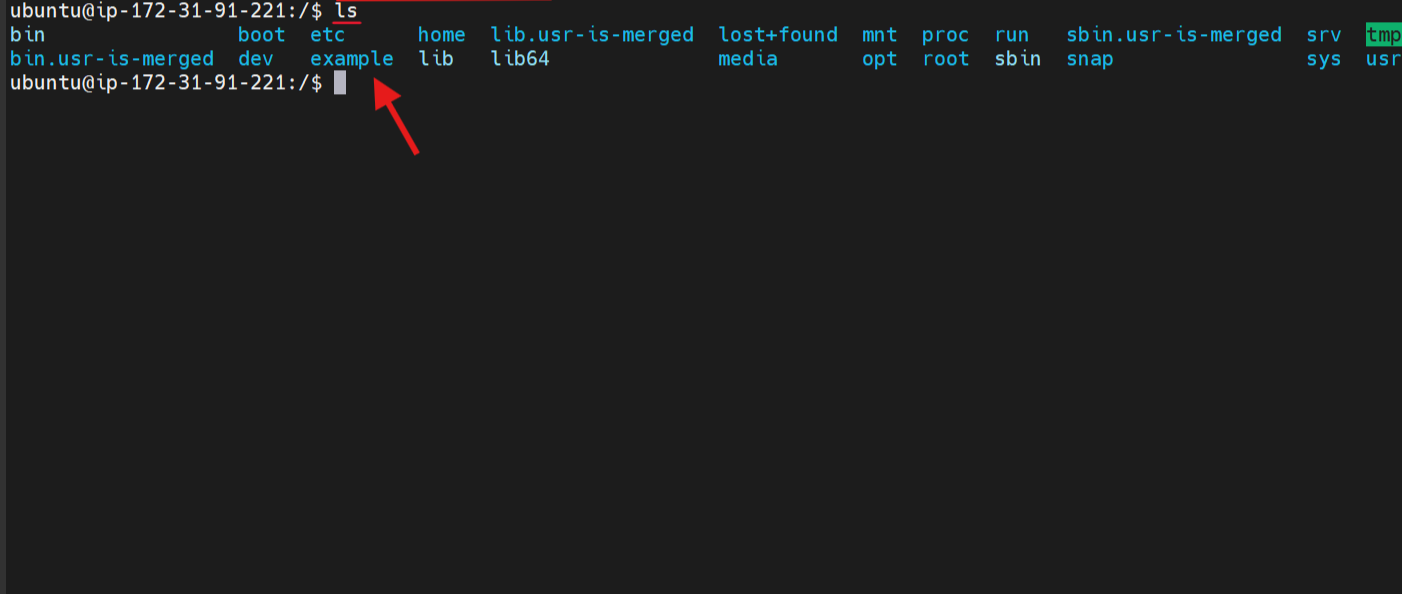 ubuntu@ip-172-31-91-221:/$ ls
bin boot etc home lib.usr-is-merged lost+found mnt proc run sbin.usr-is-merged srv tmp
bin.usr-is-merged dev example lib lib64 media opt root sbin snap sys usr
ubuntu@ip-172-31-91-221:/$